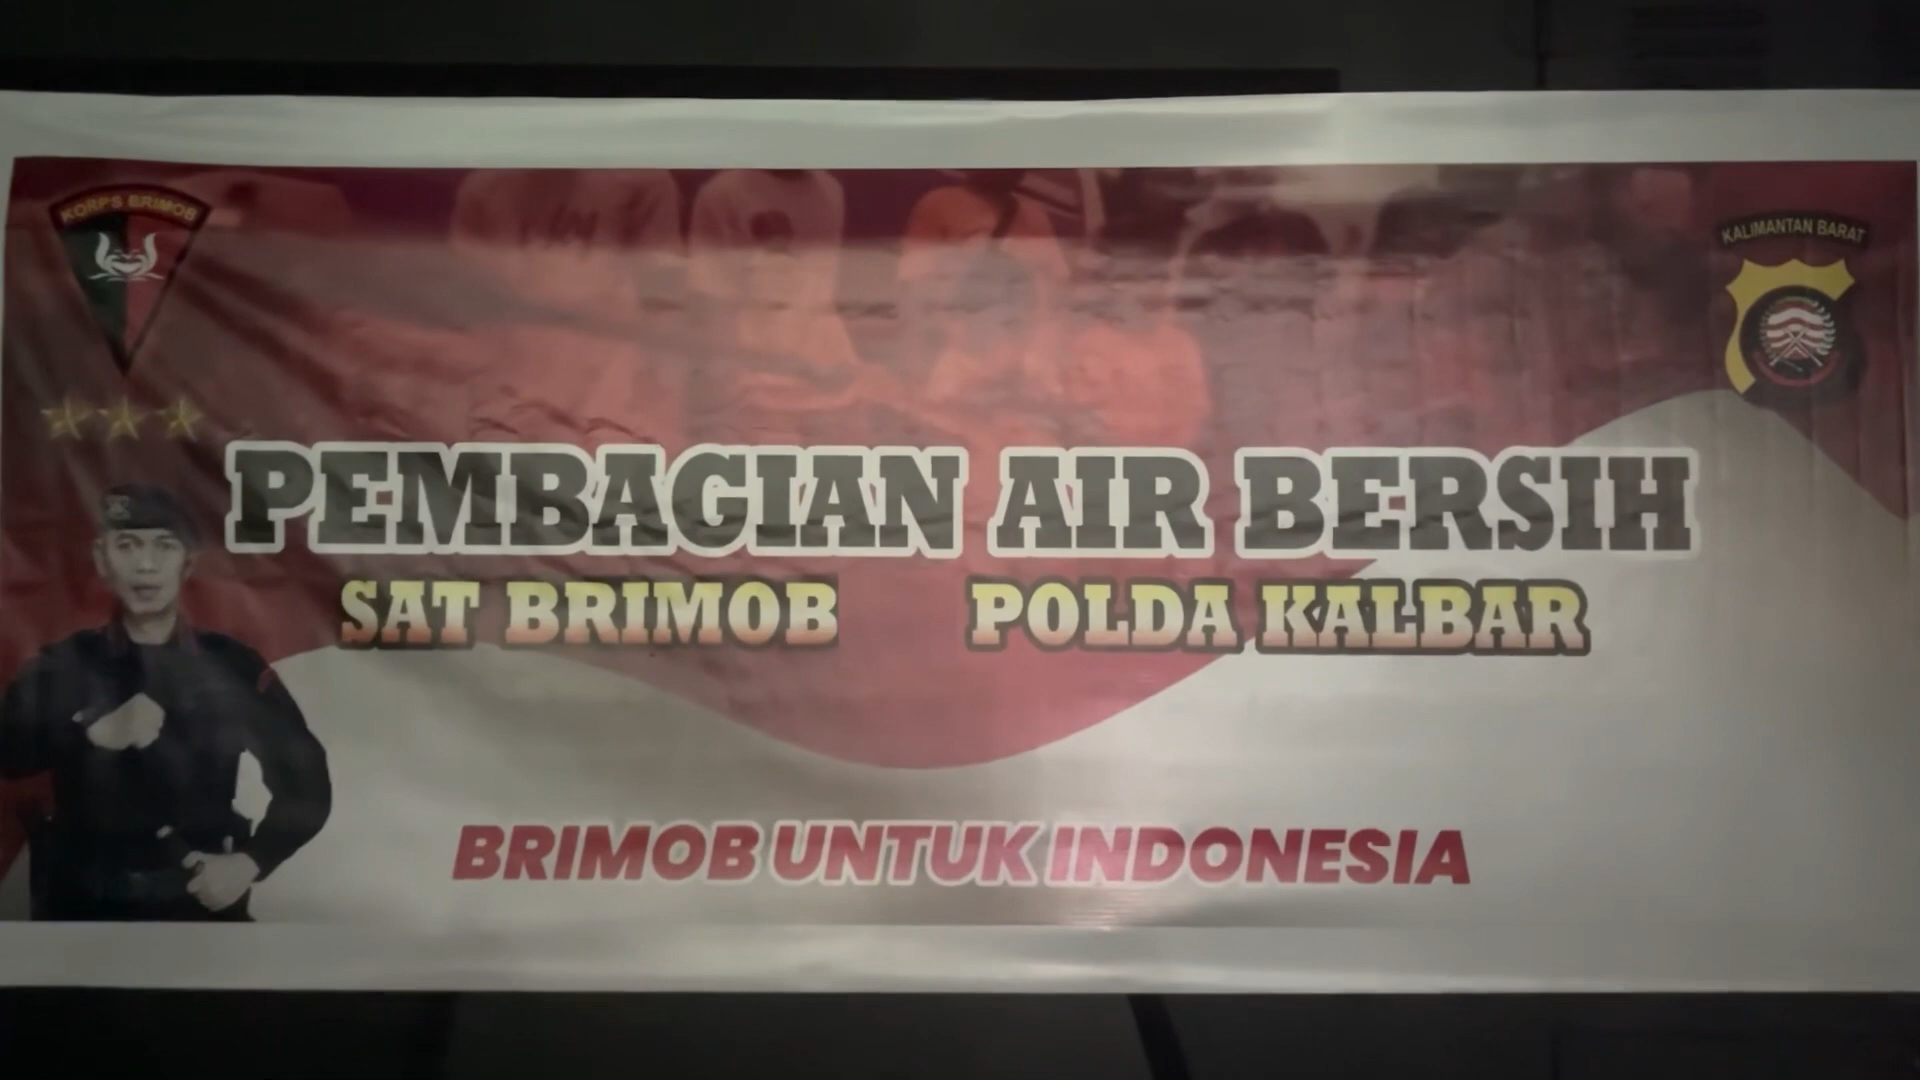 KORPS BRIMOB
KALIMANTAN BARAT
PEMBAGIAN AIR BERSIH
SAT BRIMOB POLDA KALBAR
BRIMOB UNTUK INDONESIA